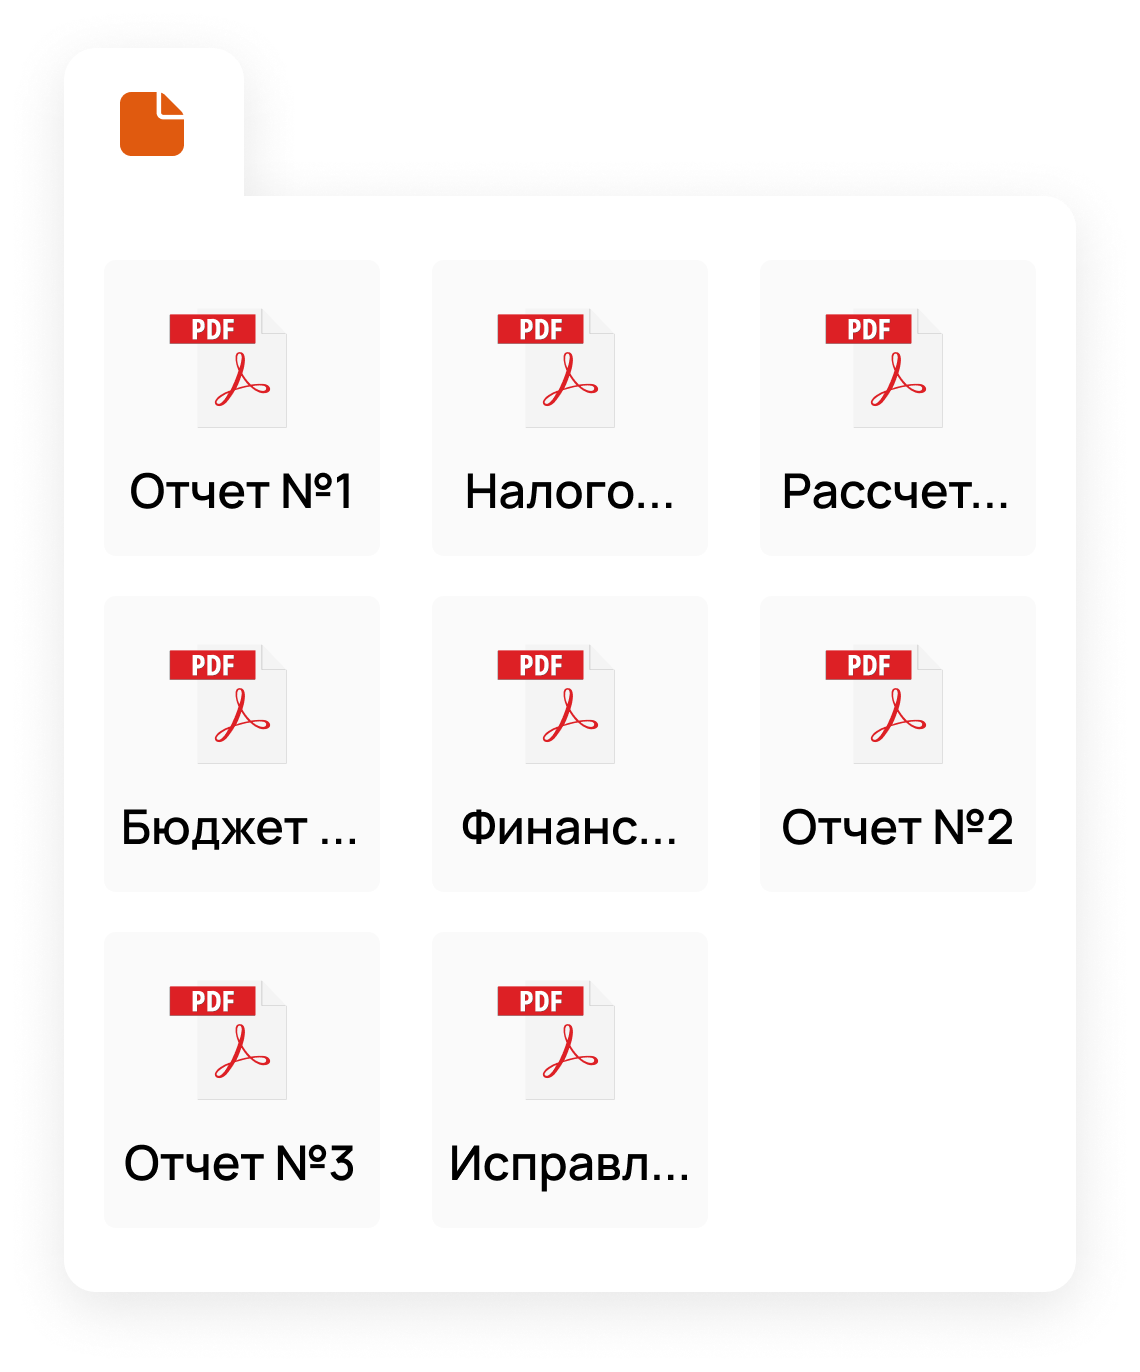 PDF
PDF
PDF
Отчет №1
Налого...
Рассчет...
PDF
PDF
PDF
Бюджет ...
Финанс...
Отчет №2
PDF
PDF
Отчет №3
Исправл...